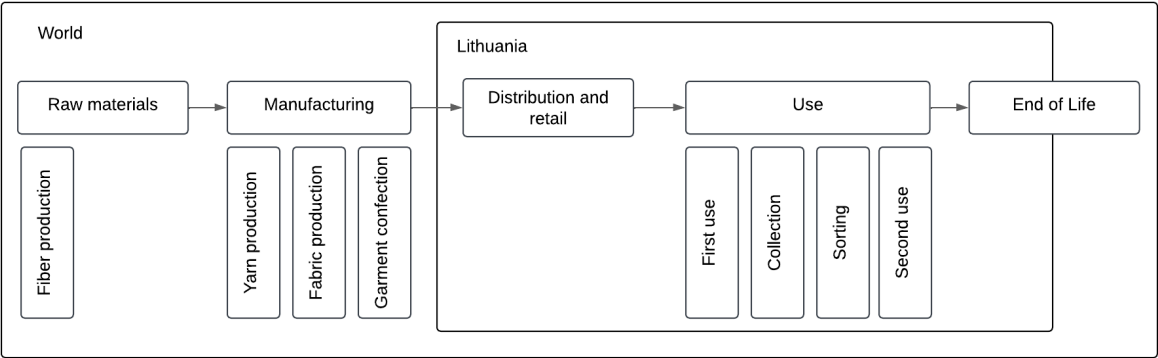 World
Lithuania
Raw materials
Manufacturing
Distribution and
retail
Use
End of Life
Fiber production
Yarn production
Fabric production
Garment confection
First use
Collection
Sorting
Second use